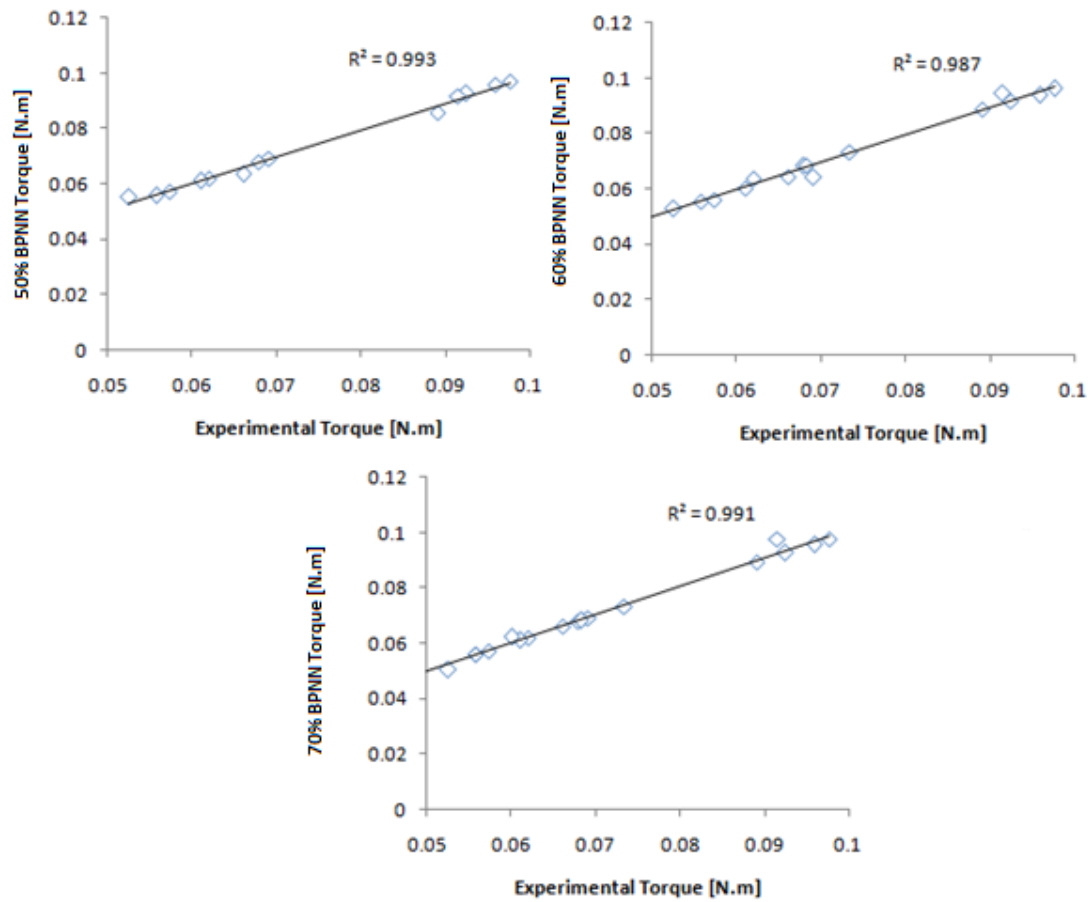 0.12
R² = 0.993
0.1
0.08
0.06
0.04
0.02
0
50% BPNN Torque [N.m]
0.05 0.06 0.07 0.08 0.09 0.1
Experimental Torque [N.m]
0.12
R² = 0.987
0.1
0.08
0.06
0.04
0.02
0
60% BPNN Torque [N.m]
0.05 0.06 0.07 0.08 0.09 0.1
Experimental Torque [N.m]
0.12
R² = 0.991
0.1
0.08
0.06
0.04
0.02
0
70% BPNN Torque [N.m]
0.05 0.06 0.07 0.08 0.09 0.1
Experimental Torque [N.m]